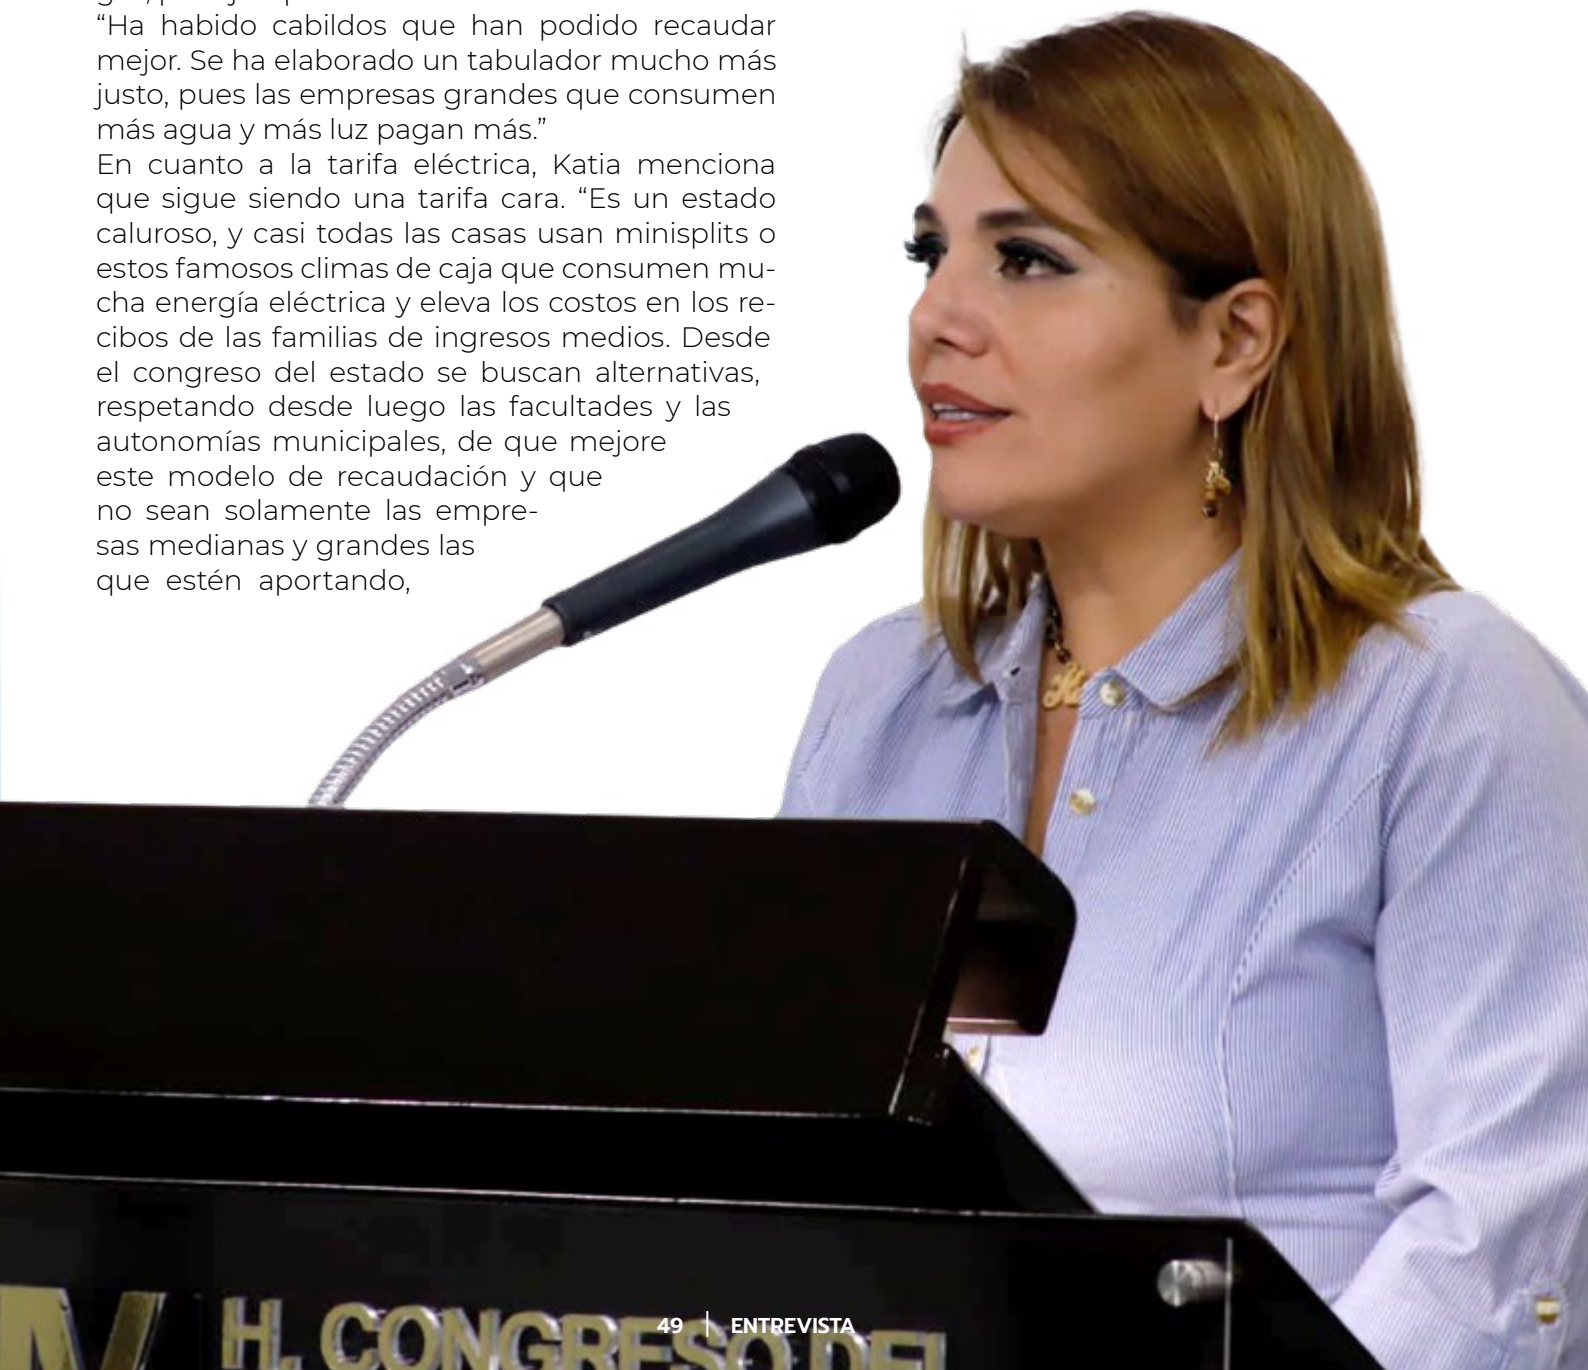 “Ha habido cabildos que han podido recaudar
mejor. Se ha elaborado un tabulador mucho más
justo, pues las empresas grandes que consumen
más agua y más luz pagan más.”
En cuanto a la tarifa eléctrica, Katia menciona
que sigue siendo una tarifa cara. “Es un estado
caluroso, y casi todas las casas usan minisplits o
estos famosos climas de caja que consumen mu-
cha energía eléctrica y eleva los costos en los re-
cibos de las familias de ingresos medios. Desde
el congreso del estado se buscan alternativas,
respetando desde luego las facultades y las
autonomías municipales, de que mejore
este modelo de recaudación y que
no sean solamente las empre-
sas medianas y grandes las
que estén aportando,
H. CONGRESO DEL
49 | ENTREVISTA